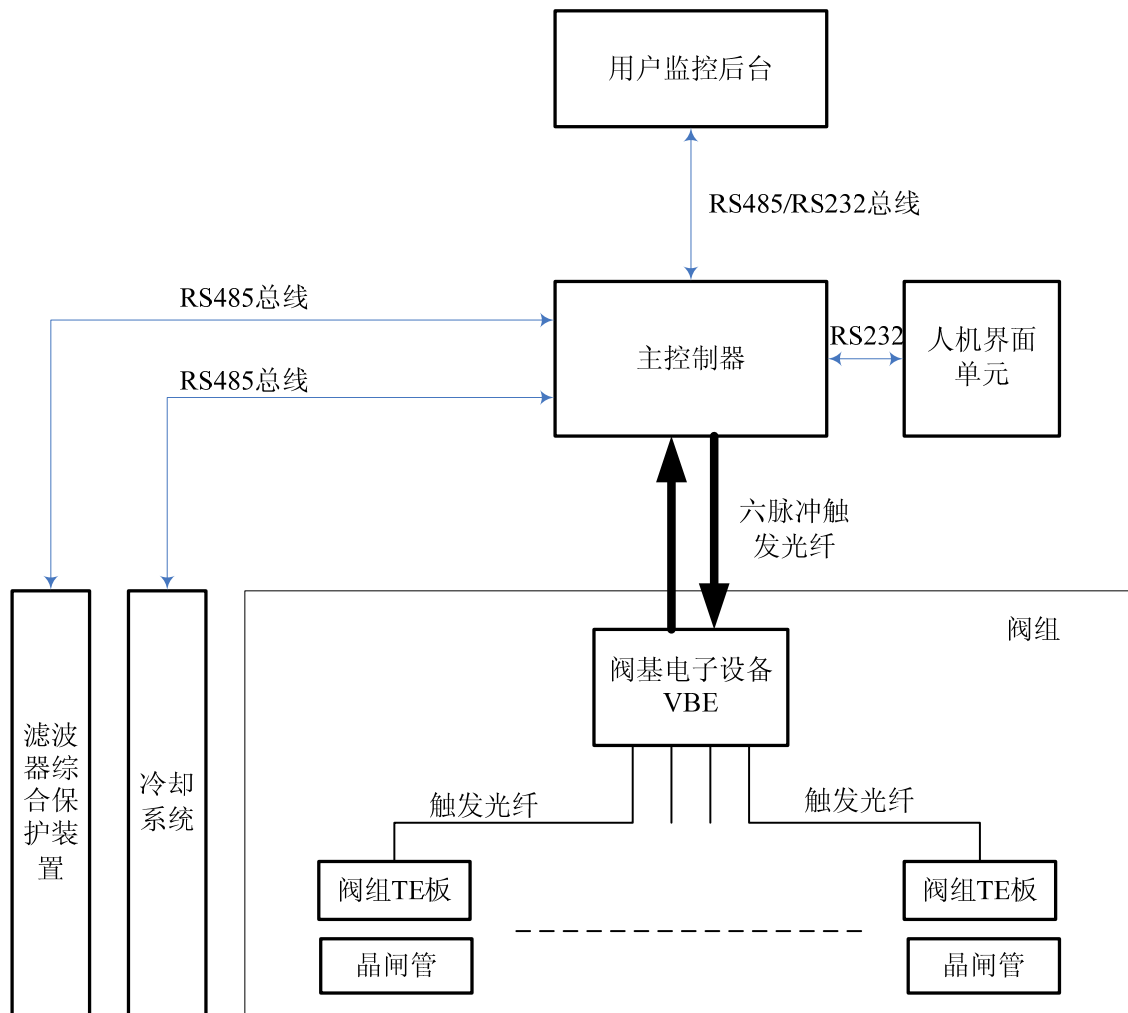 用户监控后台
RS485/RS232总线
RS485总线
主控制器
RS232
人机界面
单元
RS485总线
六脉冲触
发光纤
阀组
阀基电子设备
VBE
滤波
器综
合保
护装
置
冷却
系统
触发光纤
触发光纤
阀组TE板
阀组TE板
晶闸管
晶闸管